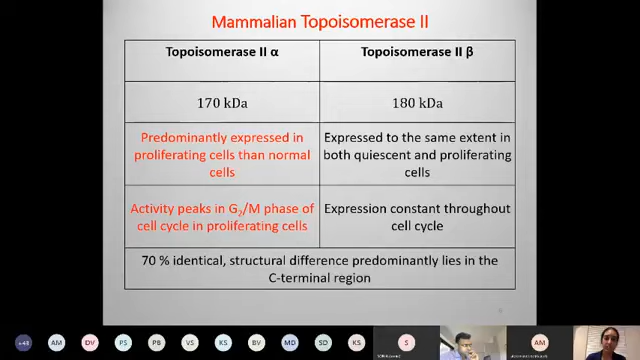 Mammalian Topoisomerase II
Topoisomerase II α
Topoisomerase II β
170 kDa
180 kDa
Predominantly expressed in
proliferating cells than normal
cells
Expressed to the same extent in
both quiescent and proliferating
cells
Activity peaks in G₂/M phase of
cell cycle in proliferating cells
Expression constant throughout
cell cycle
70 % identical, structural difference predominantly lies in the
C-terminal region
+48
AM
DV
PS
PB
VS
KS
BV
MD
SD
KS
S
AM